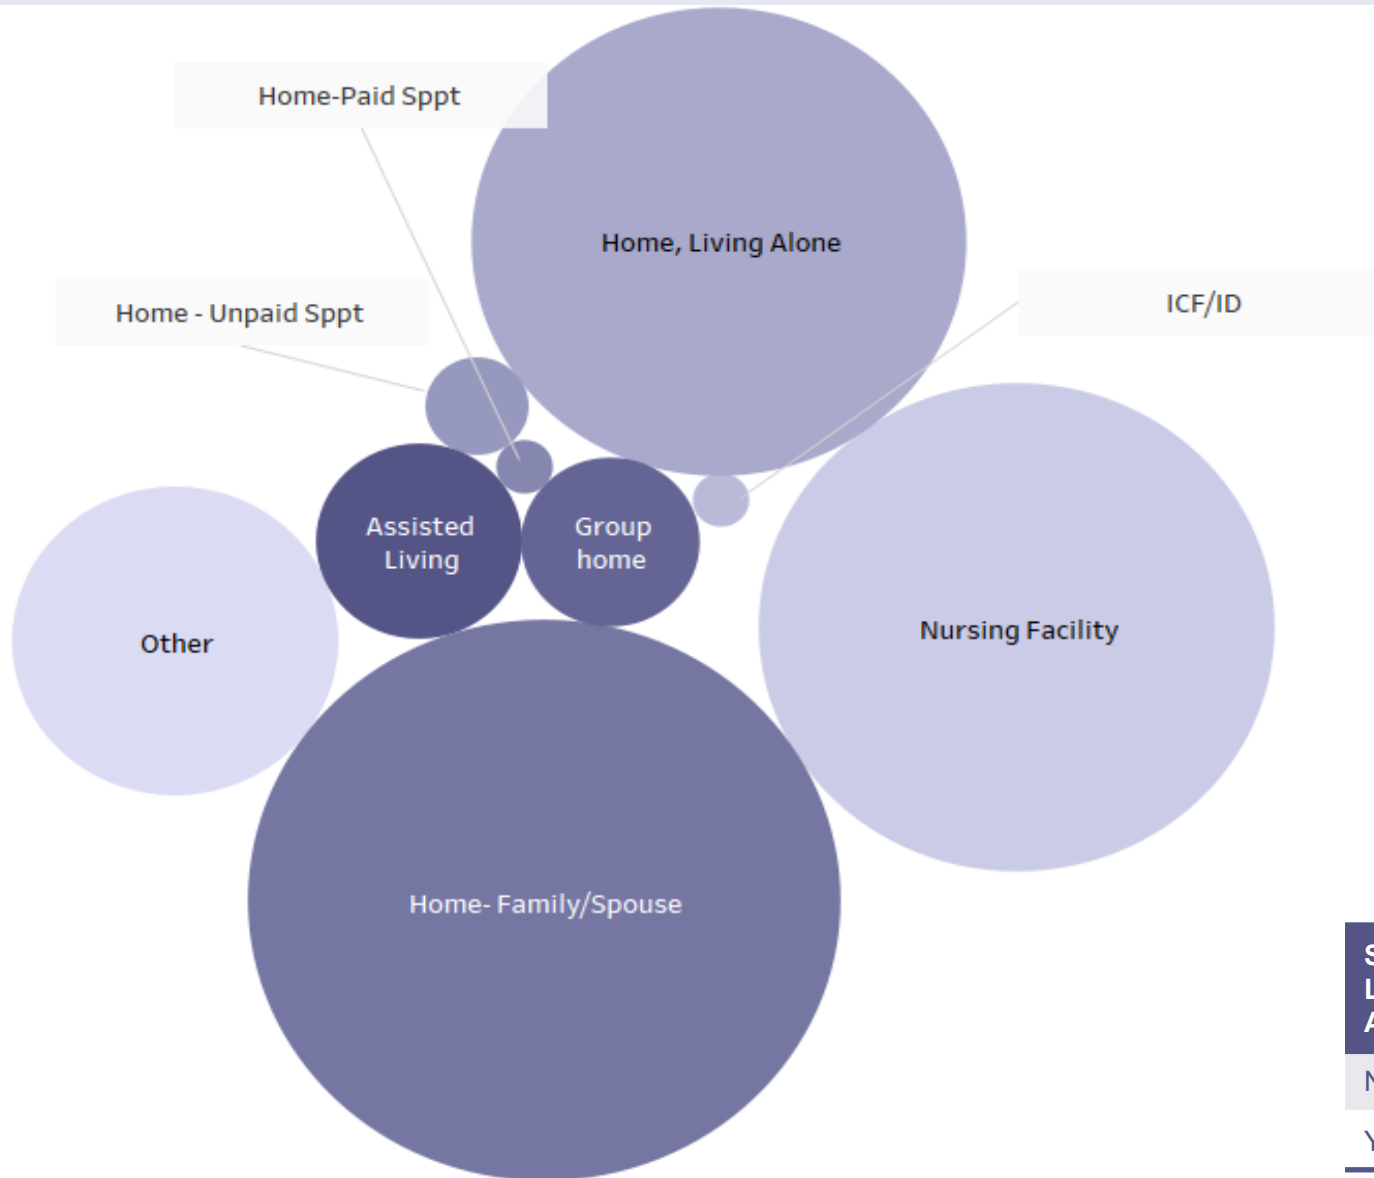 Home-Paid Sppt
Home, Living Alone
Home - Unpaid Sppt
ICF/ID
Assisted
Living
Group
home
Other
Nursing Facility
Home- Family/Spouse